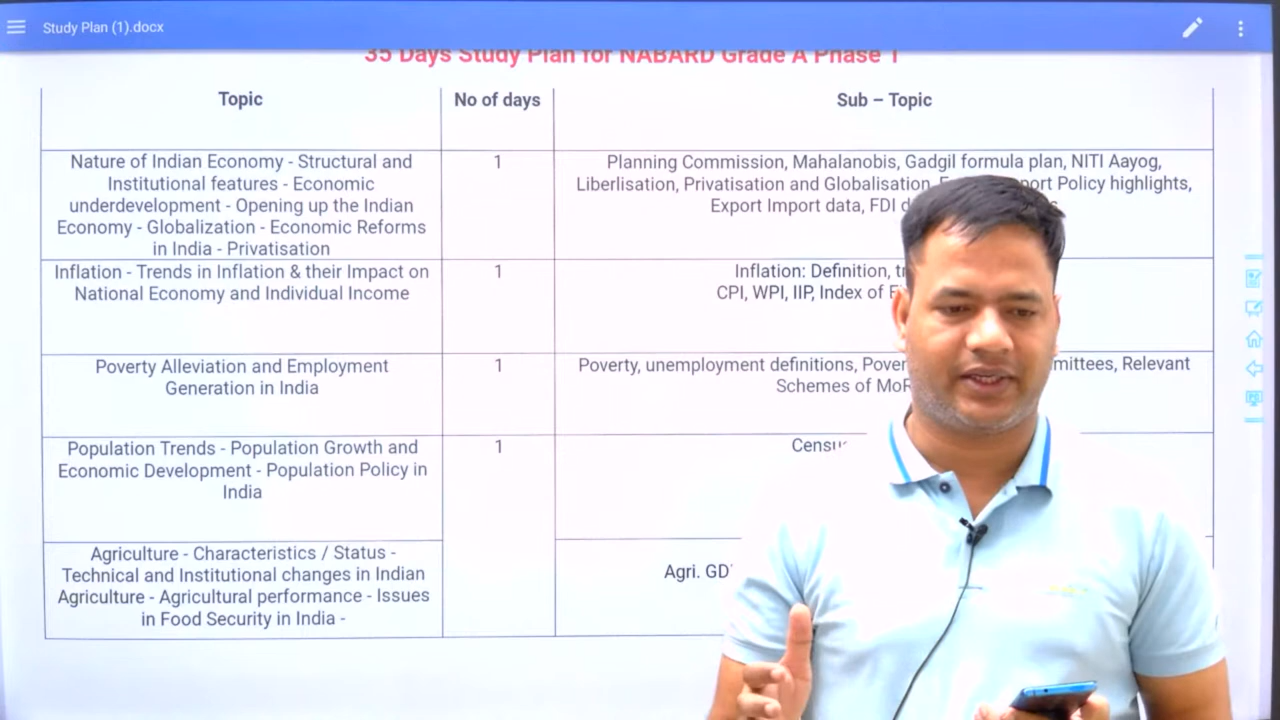 Study Plan (1).docx
35 Days Study Plan for NABARD Grade A Phase 1
Topic
No of days
Sub – Topic
Nature of Indian Economy - Structural and
Institutional features - Economic
underdevelopment - Opening up the Indian
Economy - Globalization - Economic Reforms
in India - Privatisation
1
Planning Commission, Mahalanobis, Gadgil formula plan, NITI Aayog,
Liberlisation, Privatisation and Globalisation, Policy highlights,
Export Import data, FDI
Inflation - Trends in Inflation & their Impact on
National Economy and Individual Income
1
Inflation: Definition,
CPI, WPI, IIP, Index of
Poverty Alleviation and Employment
Generation in India
1
Poverty, unemployment definitions, Relevant
Schemes of
Population Trends - Population Growth and
Economic Development - Population Policy in
India
1
Agriculture - Characteristics / Status -
Technical and Institutional changes in Indian
Agriculture - Agricultural performance - Issues
in Food Security in India -
Agri.